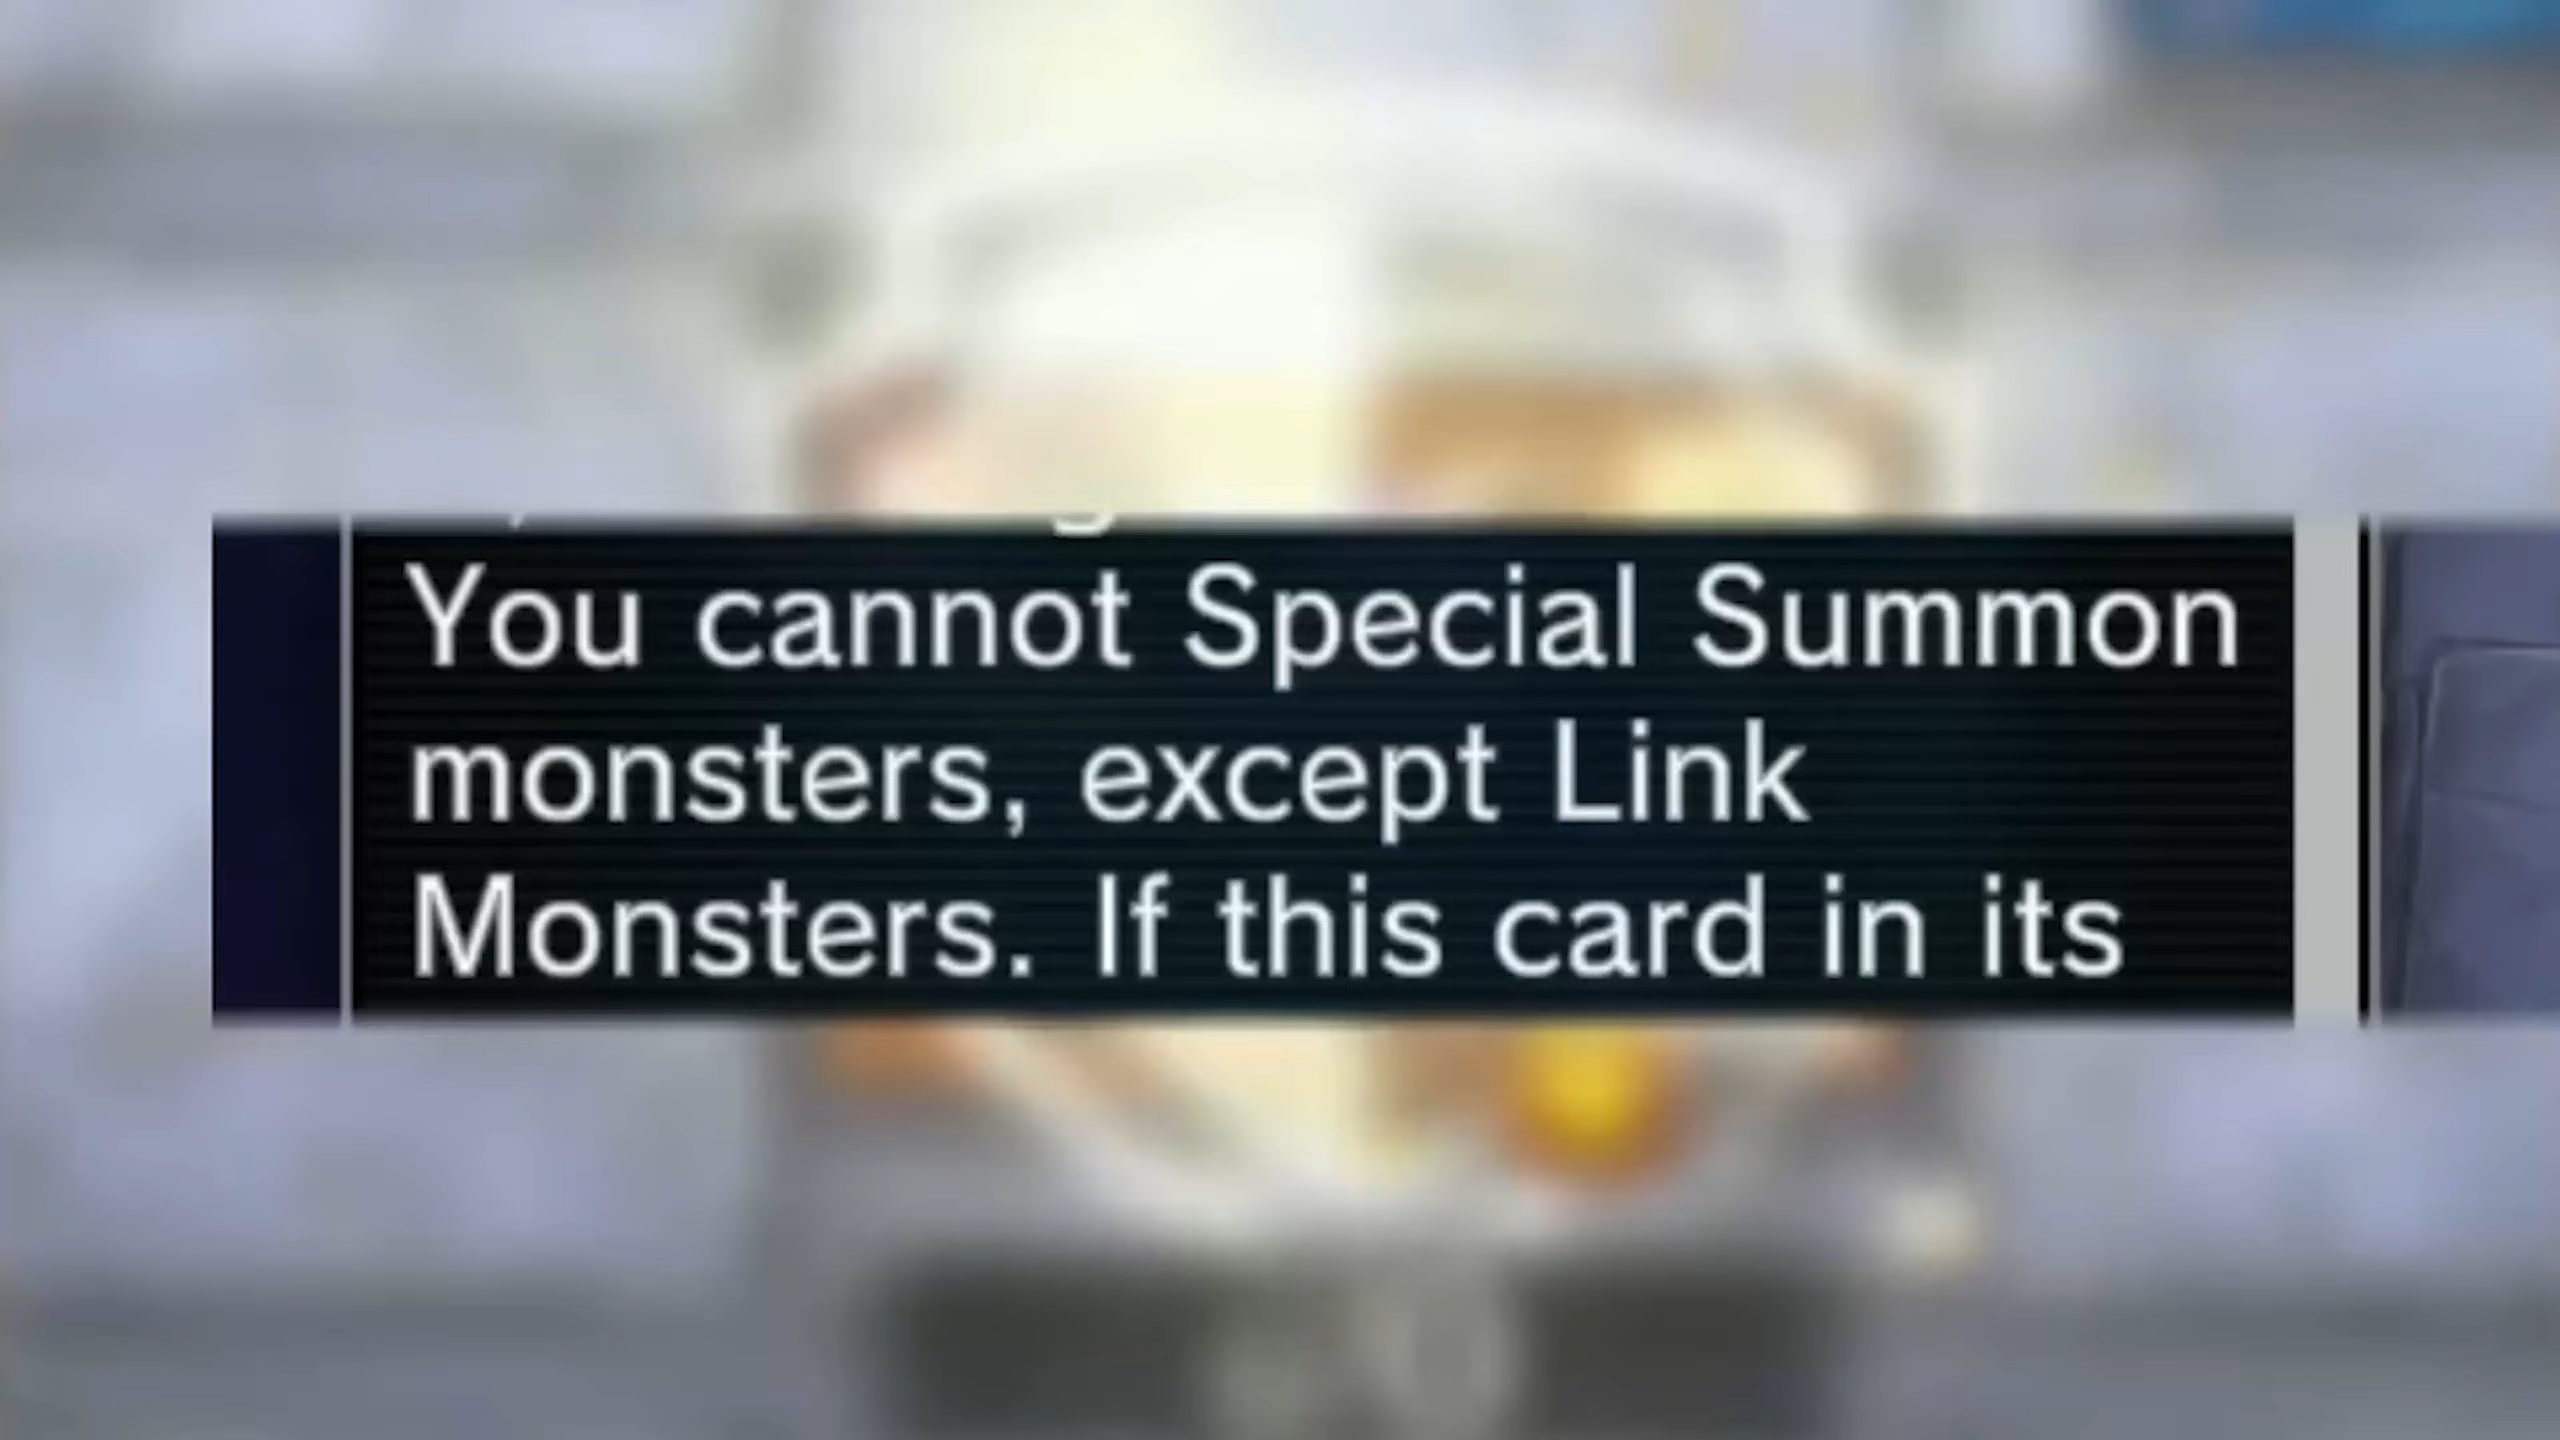 You cannot Special Summon
monsters, except Link
Monsters. If this card in its